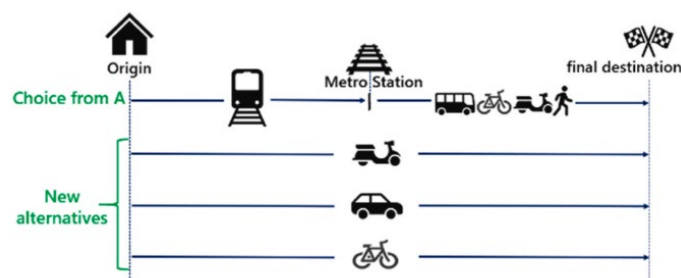 Origin
Metro Station
final destination
Choice from A
New
alternatives